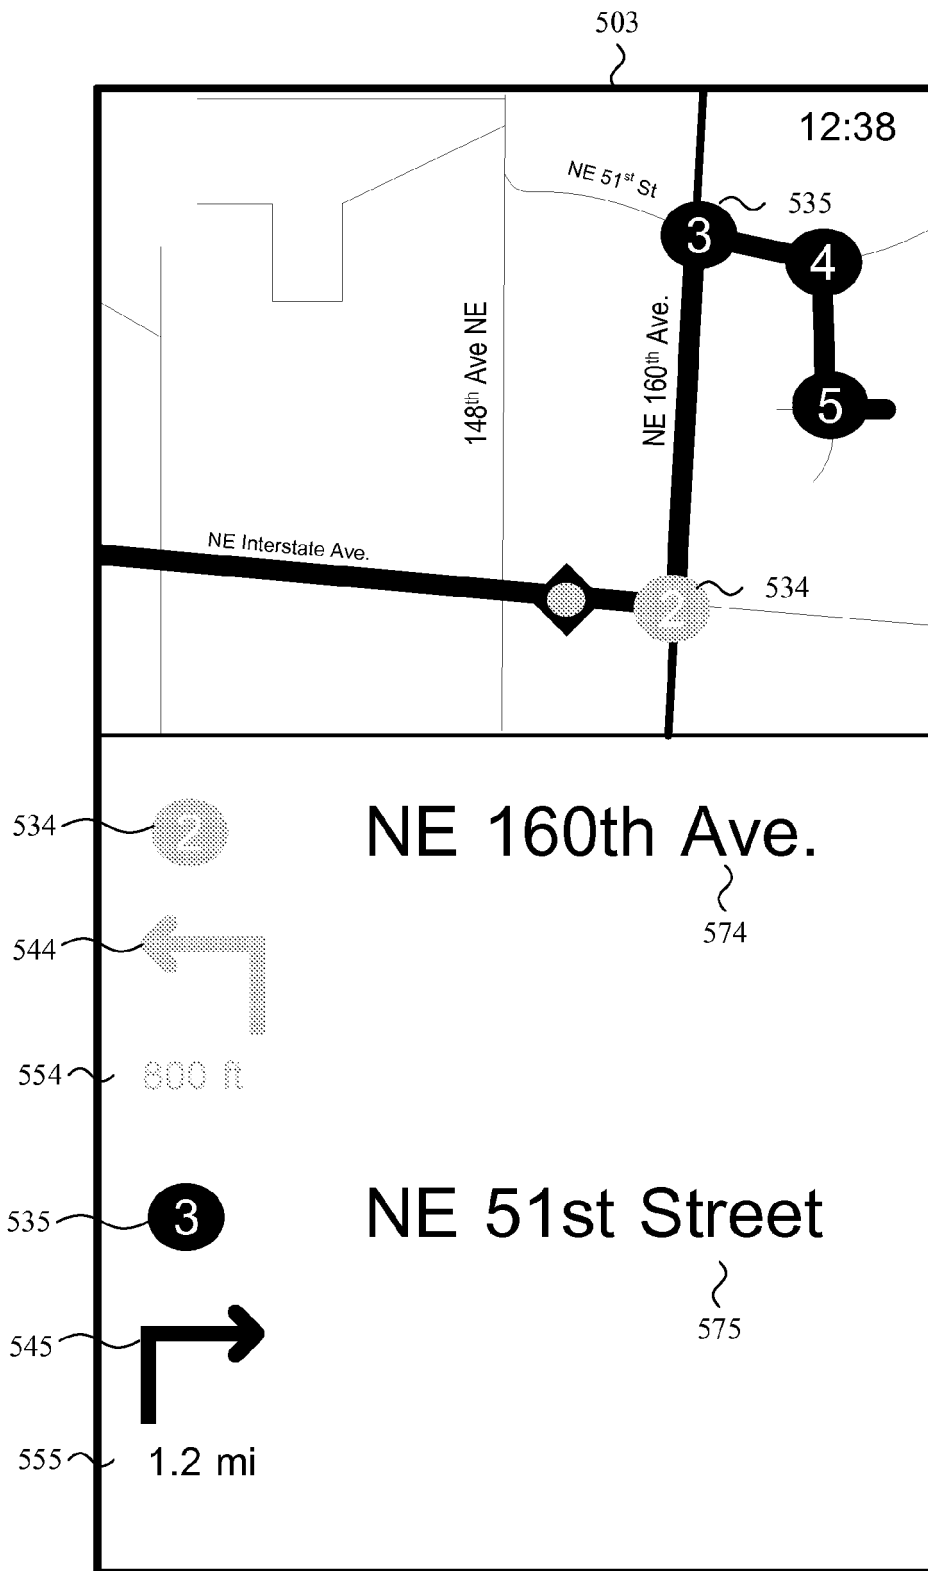 503
12:38
NE 51st St
535
3
4
148th Ave NE
NE 160th Ave.
5
NE Interstate Ave.
534
2
534
2
NE 160th Ave.
574
544
554
800 ft
535
3
NE 51st Street
575
545
555
1.2 mi